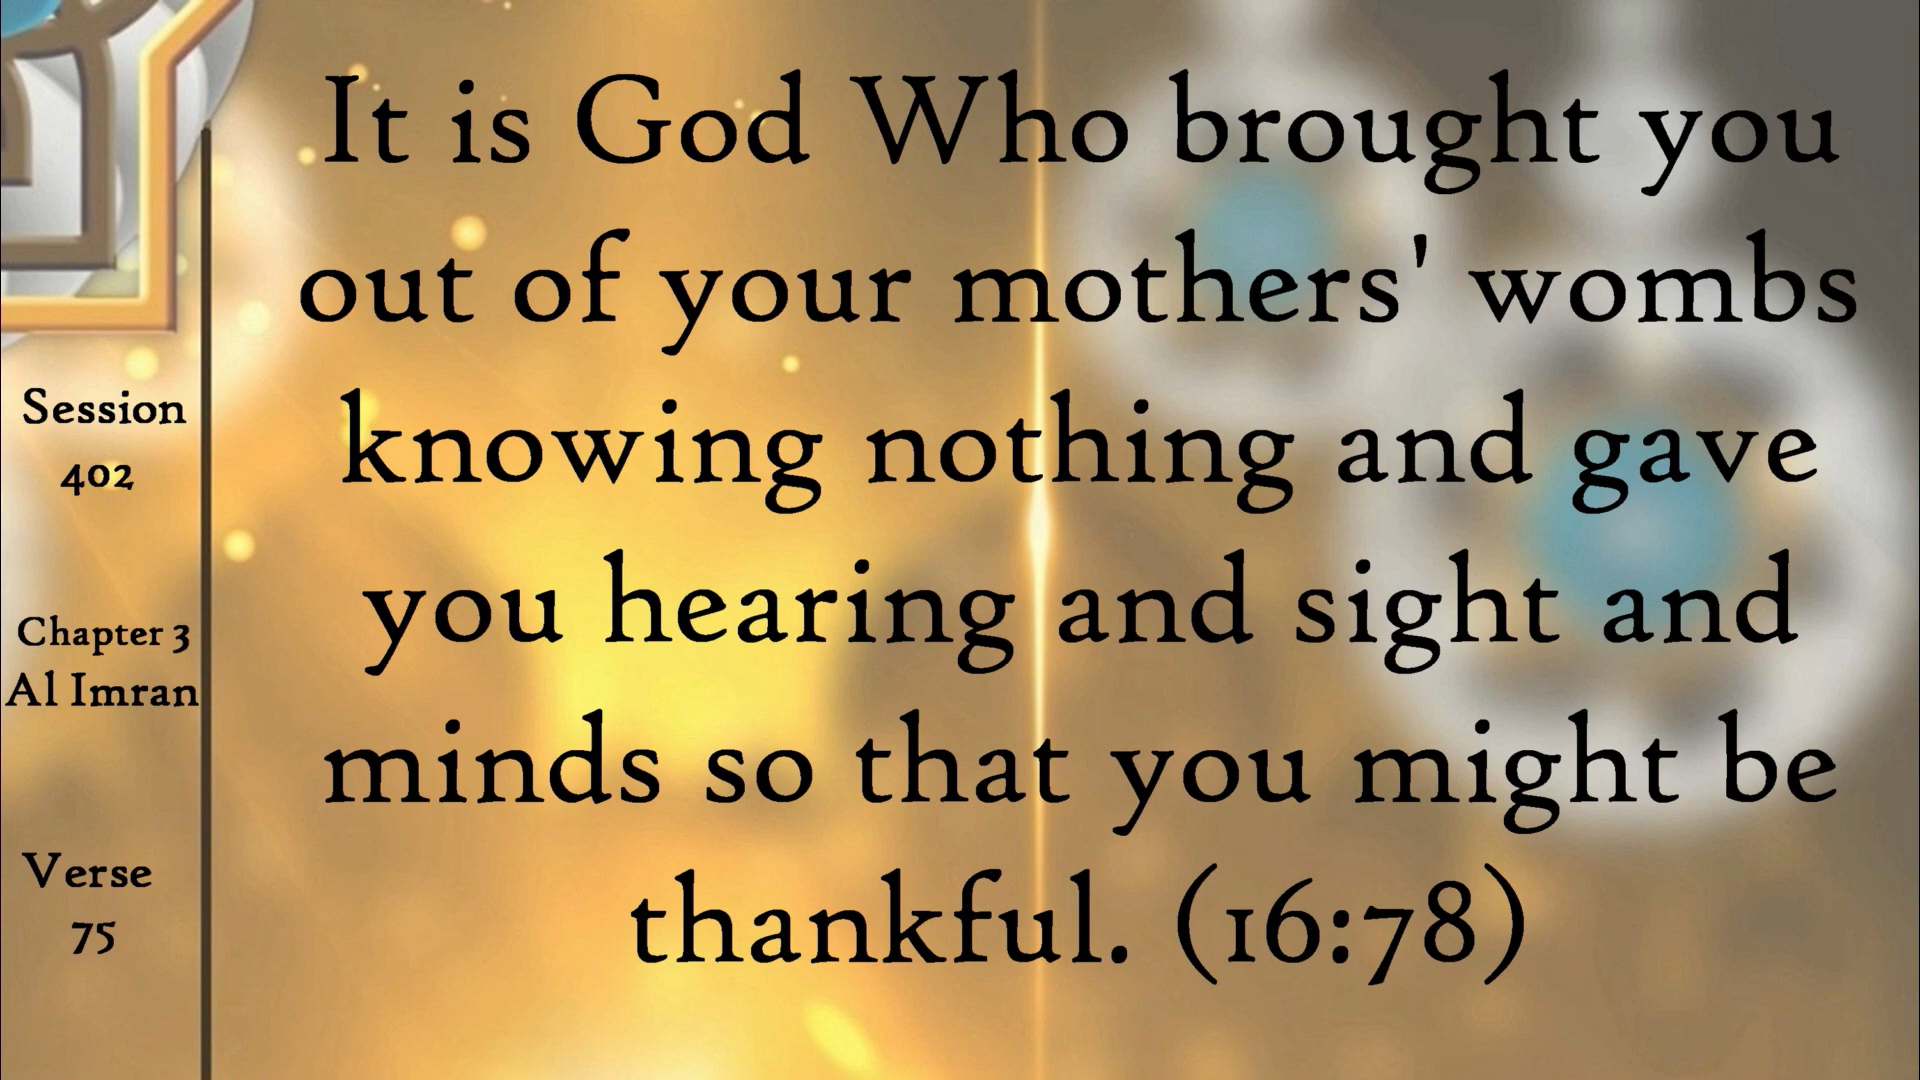 It is God Who brought you
out of your mothers' wombs
knowing nothing and gave
you hearing and sight and
minds so that you might be
thankful. (16:78)
Session
402
Chapter 3
Al Imran
Verse
75